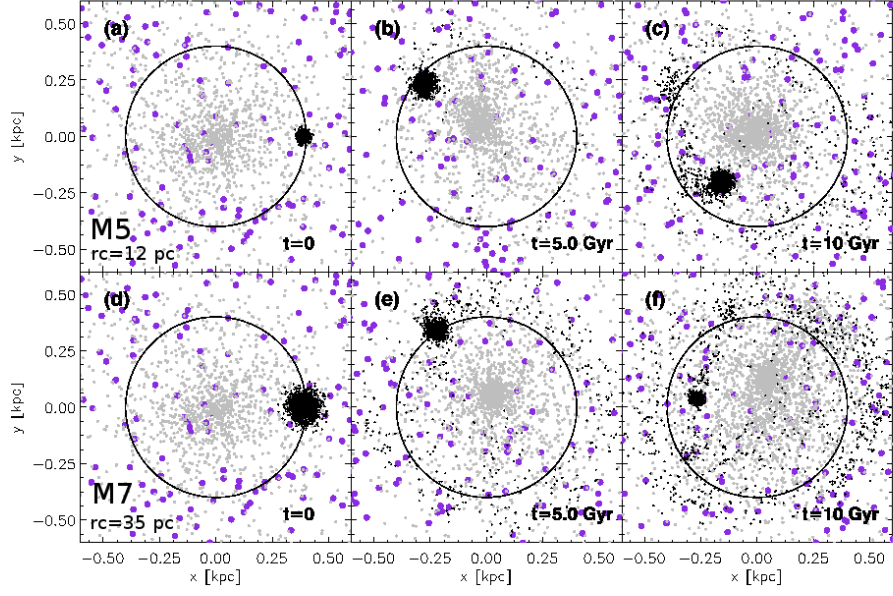 (a) (b) (c)
0.50
0.25
0.00
−0.25
−0.50
y [kpc]
M5
rc=12 pc
t=0 t=5.0 Gyr t=10 Gyr
(d) (e) (f)
0.50
0.25
0.00
−0.25
−0.50
y [kpc]
M7
rc=35 pc
t=0 t=5.0 Gyr t=10 Gyr
−0.50 −0.25 0.00 0.25 0.50 −0.50 −0.25 0.00 0.25 0.50 −0.50 −0.25 0.00 0.25 0.50
x [kpc] x [kpc] x [kpc]